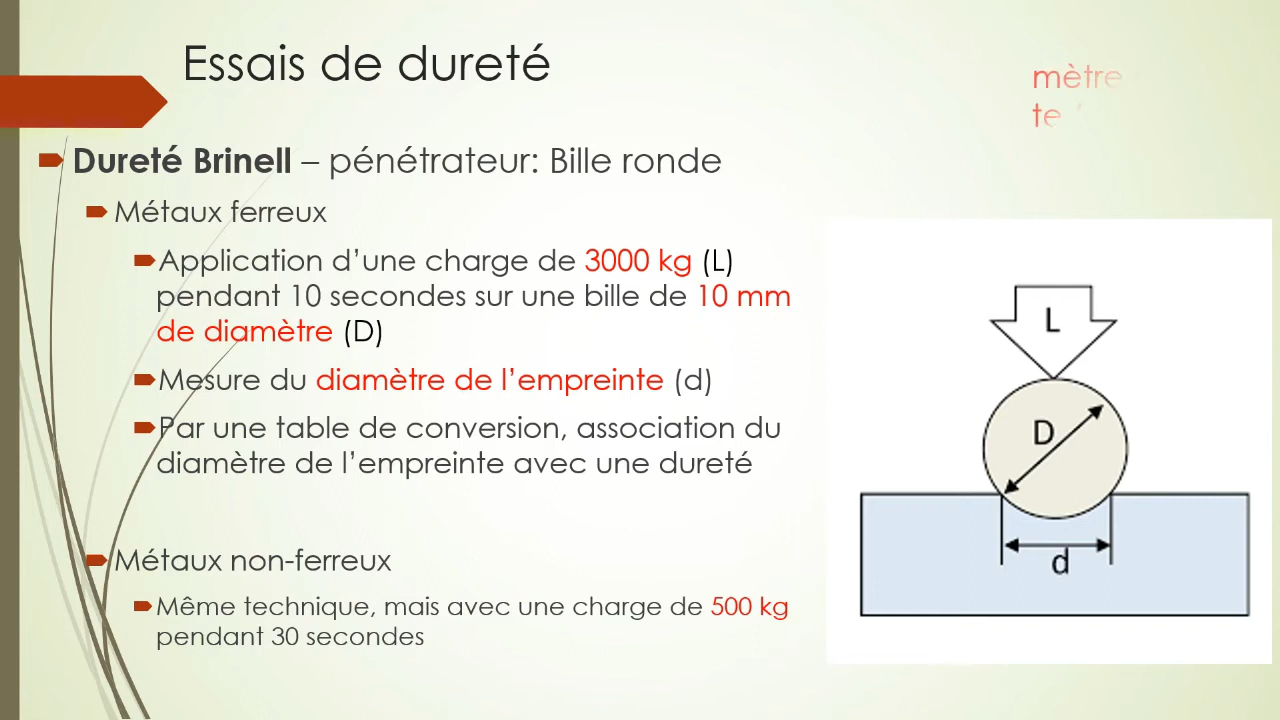 Essais de dureté
mètre
te
Dureté Brinell – pénétrateur: Bille ronde
Métaux ferreux
Application d’une charge de 3000 kg (L)
pendant 10 secondes sur une bille de 10 mm
de diamètre (D)
Mesure du diamètre de l’empreinte (d)
Par une table de conversion, association du
diamètre de l’empreinte avec une dureté
Métaux non-ferreux
Même technique, mais avec une charge de 500 kg
pendant 30 secondes
L
D
d